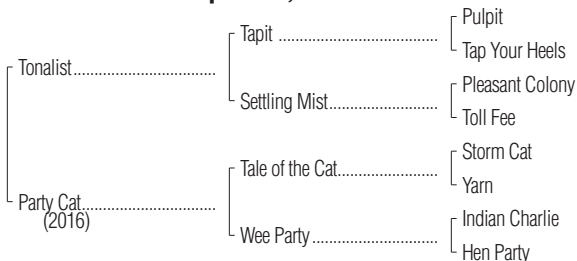 Pulpit
Tapit ........................................
Tap Your Heels
Tonalist....................................
Pleasant Colony
Settling Mist............................
Toll Fee
Storm Cat
Tale of the Cat.........................
Yarn
Party Cat..................................
(2016)
Indian Charlie
Wee Party ................................
Hen Party